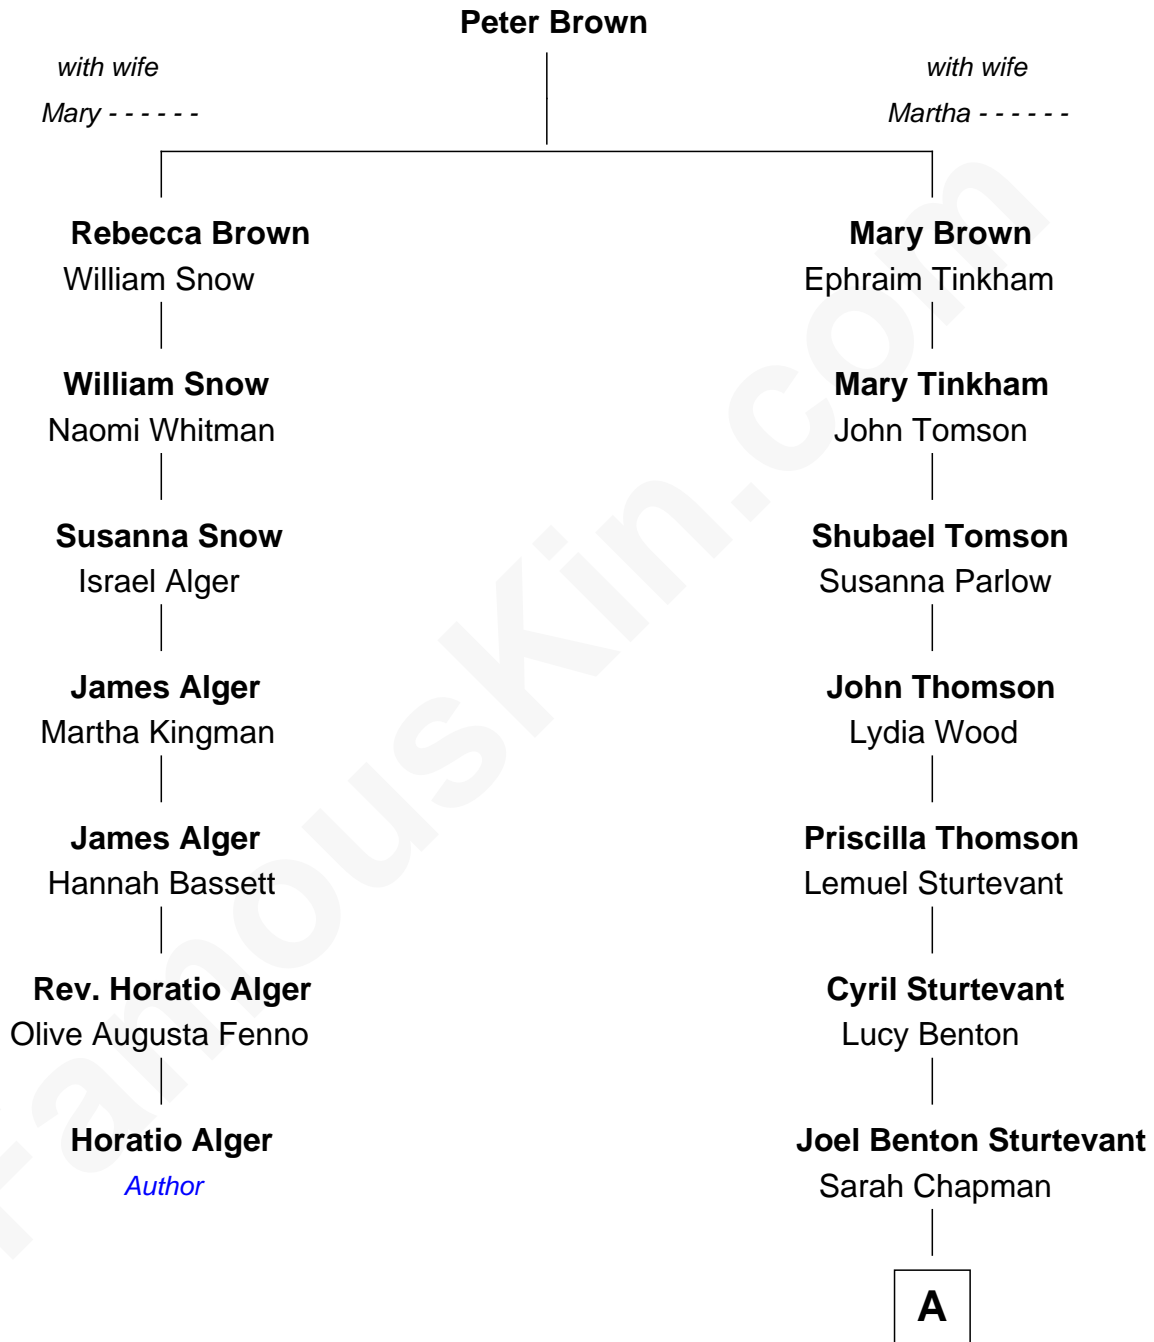 Peter Brown
with wife
Mary - - - - - -
with wife
Martha - - - - - -
Rebecca Brown
William Snow
Mary Brown
Ephraim Tinkham
William Snow
Naomi Whitman
Mary Tinkham
John Tomson
Susanna Snow
Israel Alger
Shubael Tomson
Susanna Parlow
James Alger
Martha Kingman
John Thomson
Lydia Wood
James Alger
Hannah Bassett
Priscilla Thomson
Lemuel Sturtevant
Rev. Horatio Alger
Olive Augusta Fenno
Cyril Sturtevant
Lucy Benton
Horatio Alger
Author
Joel Benton Sturtevant
Sarah Chapman
A
FamousKin.com